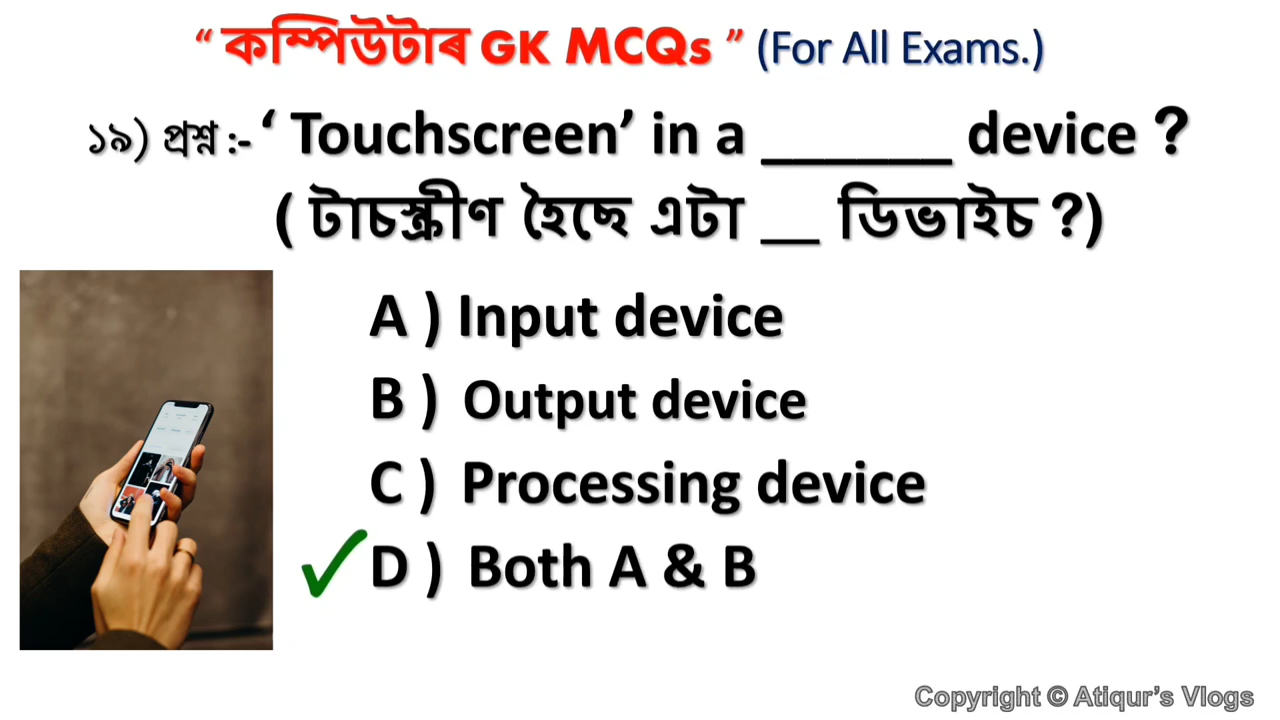 “ কম্পিউটাৰ GK MCQs ” (For All Exams.)
১৯) প্ৰশ্ন :- ‘ Touchscreen’ in a ______ device ?
( টাচস্ক্ৰীণ হৈছে এটা __ ডিভাইচ ?)
A ) Input device
B ) Output device
C ) Processing device
D ) Both A & B
Copyright © Atiqur’s Vlogs